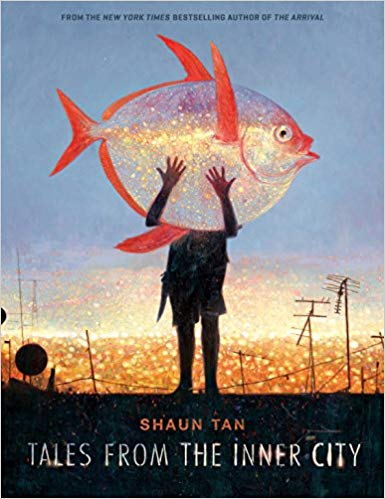 FROM THE NEW YORK TIMES BESTSELLING AUTHOR OF THE ARRIVAL
SHAUN TAN
TALES FROM THE INNER CITY